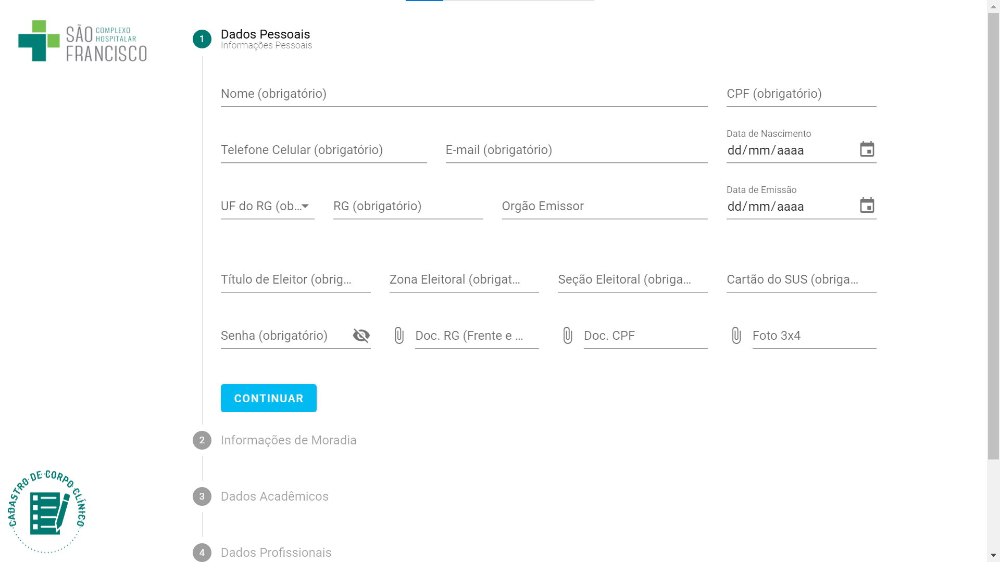 SÃO COMPLEXO HOSPITALAR
FRANCISCO
1 Dados Pessoais
Informações Pessoais
Nome (obrigatório)
CPF (obrigatório)
Telefone Celular (obrigatório)
E-mail (obrigatório)
Data de Nascimento
dd/mm/aaaa
UF do RG (ob...
RG (obrigatório)
Orgão Emissor
Data de Emissão
dd/mm/aaaa
Título de Eleitor (obrig...
Zona Eleitoral (obrigat...
Seção Eleitoral (obriga...
Cartão do SUS (obriga...
Senha (obrigatório)
Doc. RG (Frente e ...
Doc. CPF
Foto 3x4
CONTINUAR
2 Informações de Moradia
3 Dados Acadêmicos
4 Dados Profissionais
CADASTRO DE CORPO CLÍNICO